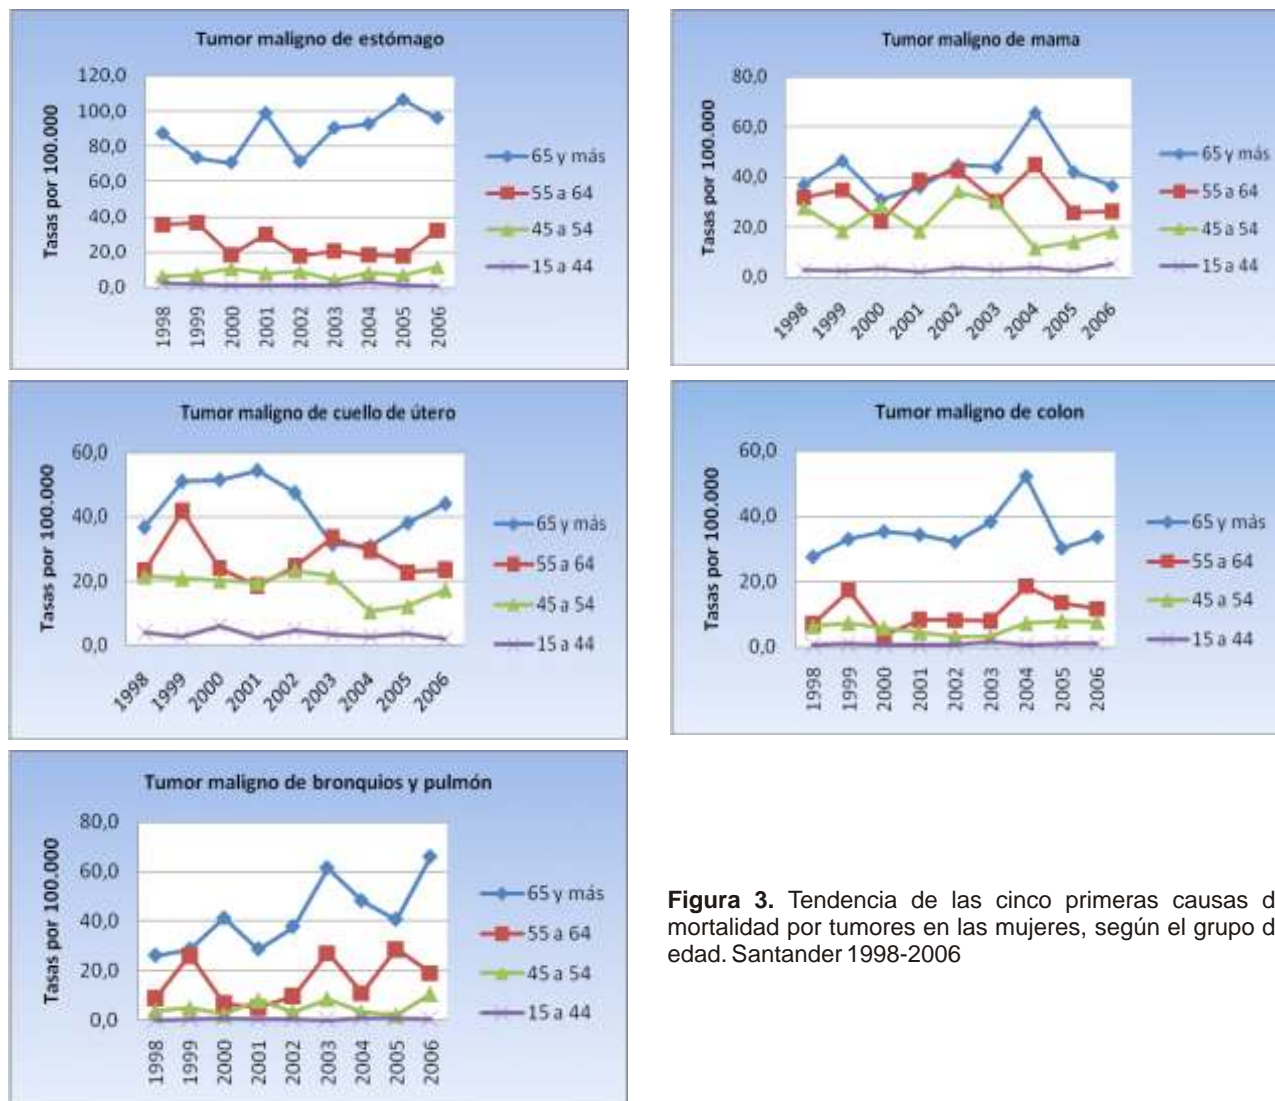 Tumor maligno de estómago
Tasas por 100.000
120,0
100,0
80,0
60,0
40,0
20,0
0,0
1998
1999
2000
2001
2002
2003
2004
2005
2006
65 y más
55 a 64
45 a 54
15 a 44
Tumor maligno de mama
Tasas por 100.000
80,0
60,0
40,0
20,0
0,0
1998
1999
2000
2001
2002
2003
2004
2005
2006
65 y más
55 a 64
45 a 54
15 a 44
Tumor maligno de cuello de útero
Tasas por 100.000
60,0
40,0
20,0
0,0
1998
1999
2000
2001
2002
2003
2004
2005
2006
65 y más
55 a 64
45 a 54
15 a 44
Tumor maligno de colon
Tasas por 100.000
60,0
40,0
20,0
0,0
1998
1999
2000
2001
2002
2003
2004
2005
2006
65 y más
55 a 64
45 a 54
15 a 44
Tumor maligno de bronquios y pulmón
Tasas por 100.000
80,0
60,0
40,0
20,0
0,0
1998
1999
2000
2001
2002
2003
2004
2005
2006
65 y más
55 a 64
45 a 54
15 a 44
Figura 3. Tendencia de las cinco primeras causas d
mortalidad por tumores en las mujeres, según el grupo d
edad. Santander 1998-2006